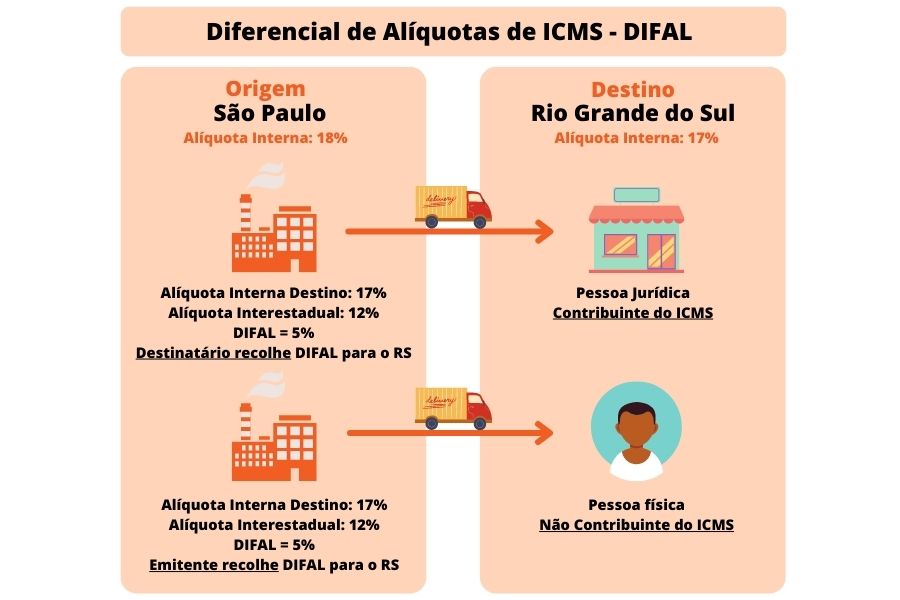 Diferencial de Alíquotas de ICMS - DIFAL
Origem
São Paulo
Alíquota Interna: 18%
Destino
Rio Grande do Sul
Alíquota Interna: 17%
delivery
Alíquota Interna Destino: 17%
Alíquota Interestadual: 12%
DIFAL = 5%
Destinatário recolhe DIFAL para o RS
Pessoa Jurídica
Contribuinte do ICMS
delivery
Alíquota Interna Destino: 17%
Alíquota Interestadual: 12%
DIFAL = 5%
Emitente recolhe DIFAL para o RS
Pessoa física
Não Contribuinte do ICMS